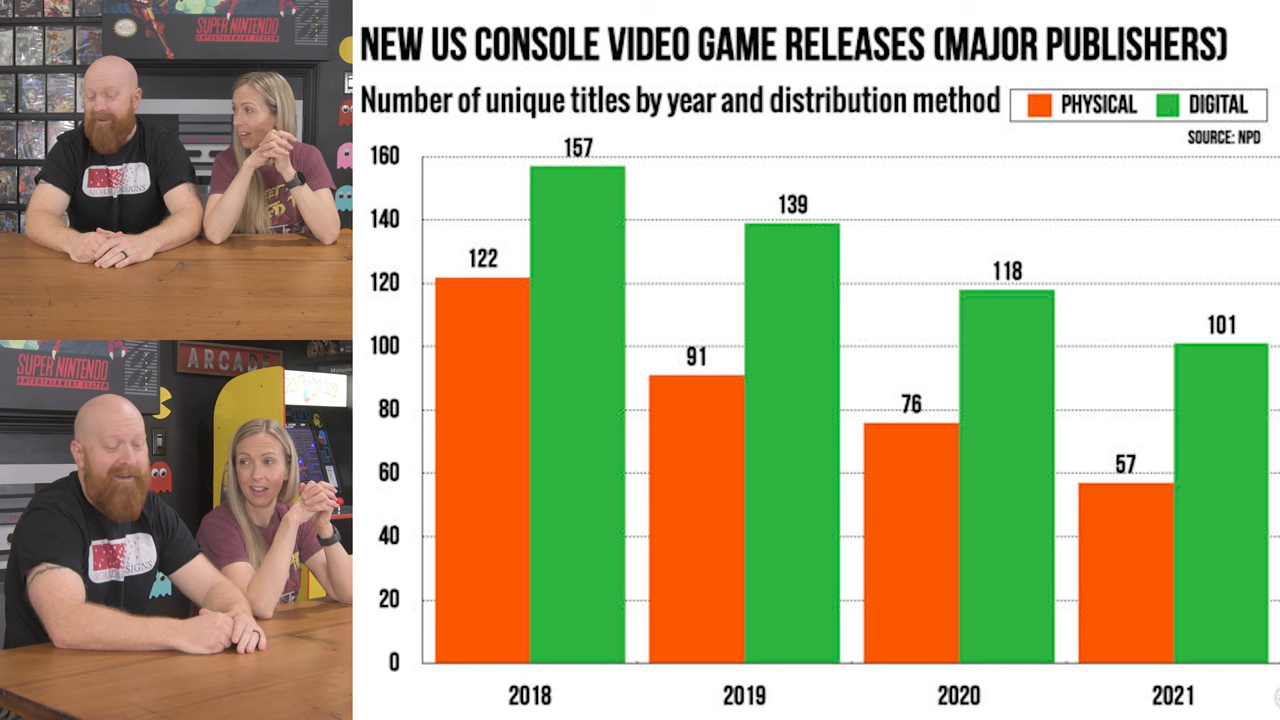 SUPER NINTENDO
ENTERTAINMENT SYSTEM
SUPER NINTENDO
ENTERTAINMENT SYSTEM
ARCADE
NEW US CONSOLE VIDEO GAME RELEASES (MAJOR PUBLISHERS)
Number of unique titles by year and distribution method
PHYSICAL DIGITAL
SOURCE: NPD
160
140
120
100
80
60
40
20
0
122 157
91 139
76 118
57 101
2018 2019 2020 2021